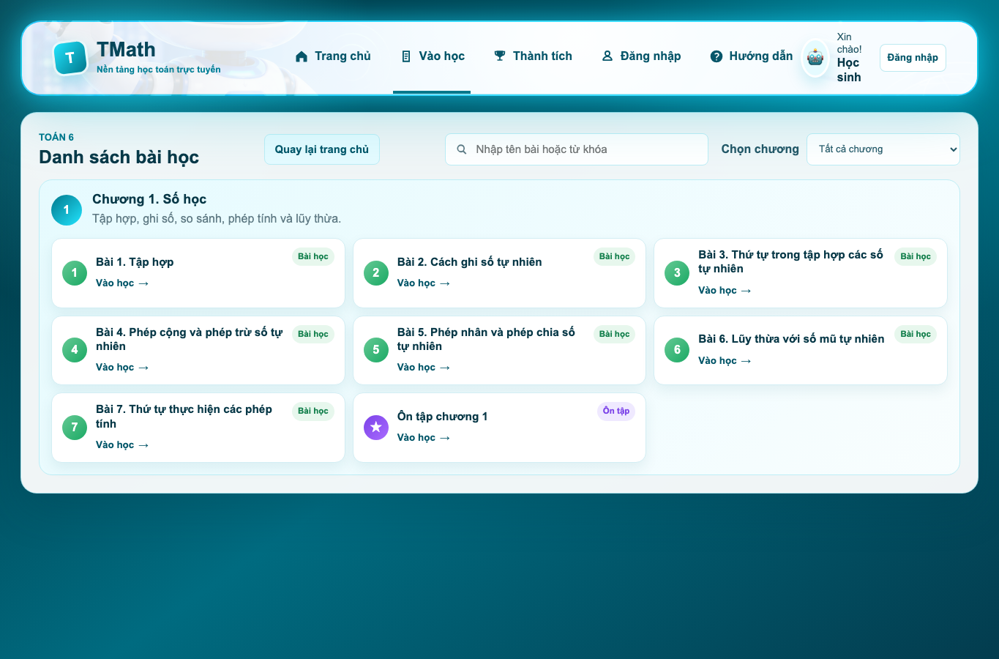 T
TMath
Nền tảng học toán trực tuyến
Trang chủ
Vào học
Thành tích
Đăng nhập
Hướng dẫn
Xin
chào!
Học
sinh
Đăng nhập
TOÁN 6
Danh sách bài học
Quay lại trang chủ
Nhập tên bài hoặc từ khóa
Chọn chương
Tất cả chương
1
Chương 1. Số học
Tập hợp, ghi số, so sánh, phép tính và lũy thừa.
1
Bài 1. Tập hợp
Bài học
Vào học →
2
Bài 2. Cách ghi số tự nhiên
Bài học
Vào học →
3
Bài 3. Thứ tự trong tập hợp các số
tự nhiên
Bài học
Vào học →
4
Bài 4. Phép cộng và phép trừ số tự
nhiên
Bài học
Vào học →
5
Bài 5. Phép nhân và phép chia số
tự nhiên
Bài học
Vào học →
6
Bài 6. Lũy thừa với số mũ tự nhiên
Bài học
Vào học →
7
Bài 7. Thứ tự thực hiện các phép
tính
Bài học
Vào học →
★
Ôn tập chương 1
Ôn tập
Vào học →